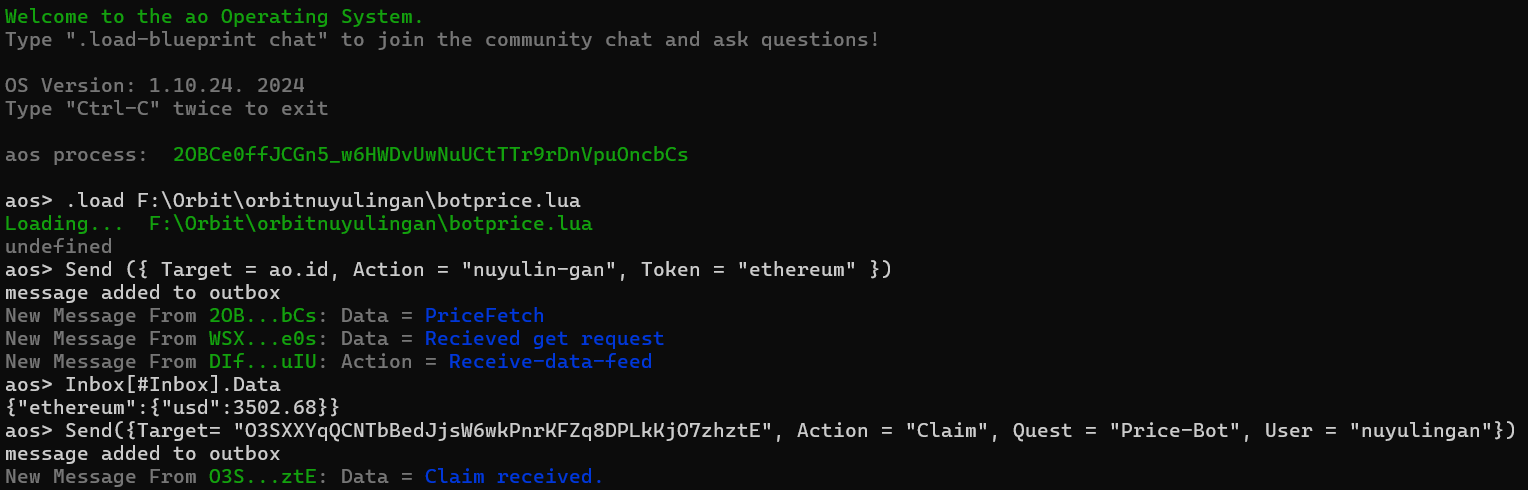 Welcome to the ao Operating System.
Type ".load-blueprint chat" to join the community chat and ask questions!
OS Version: 1.10.24. 2024
Type "Ctrl-C" twice to exit
aos process:  2OBCe0ffJCGn5_w6HWDvUwNuUCtTTr9rDnVpuOncbCs
aos> .load F:\Orbit\orbitnuyulingan\botprice.lua
Loading...  F:\Orbit\orbitnuyulingan\botprice.lua
undefined
aos> Send ({ Target = ao.id, Action = "nuyulin-gan", Token = "ethereum" })
message added to outbox
New Message From 2OB...bCs: Data = PriceFetch
New Message From WSX...e0s: Data = Recieved get request
New Message From DIf...uIU: Action = Receive-data-feed
aos> Inbox[#Inbox].Data
{"ethereum":{"usd":3502.68}}
aos> Send({Target= "O3SXXYqQCNTbBedJjsW6wkPnrKFZq8DPLkKjO7zhztE", Action = "Claim", Quest = "Price-Bot", User = "nuyulingan"})
message added to outbox
New Message From O3S...ztE: Data = Claim received.